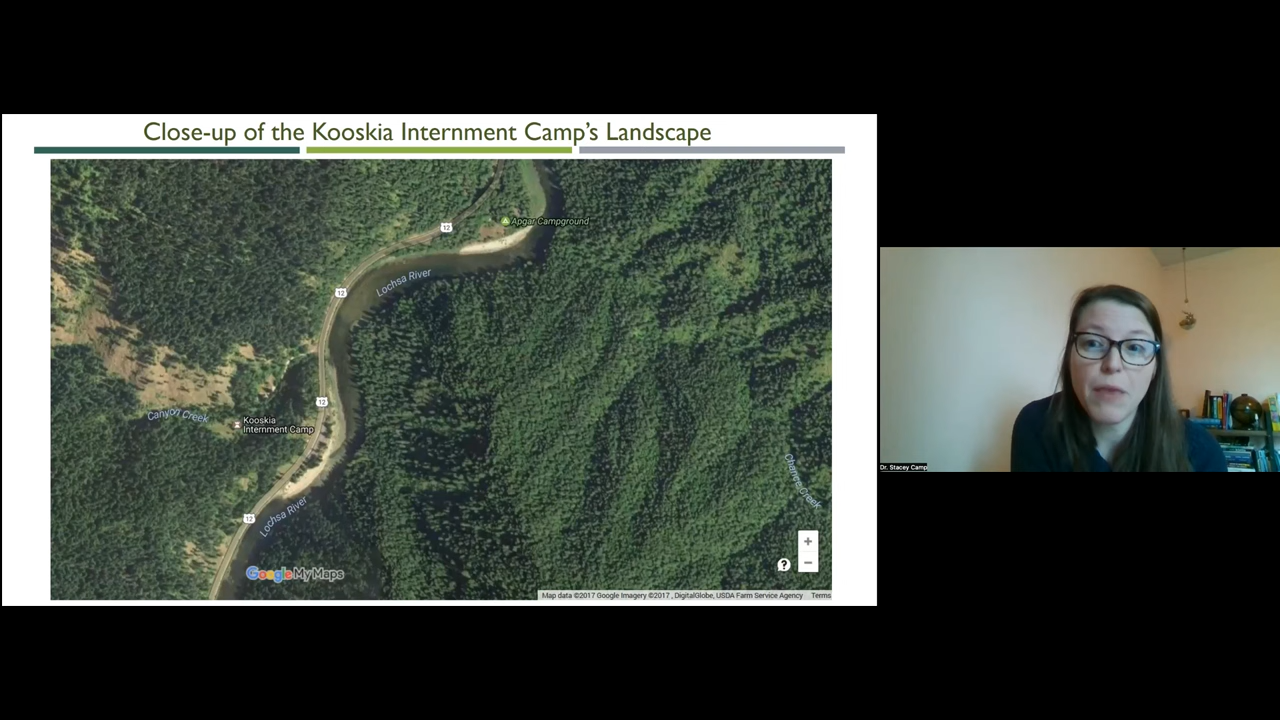 Close-up of the Kooskia Internment Camp's Landscape
12
Apgar Campground
Lochsa River
12
12
Canyon Creek
Kooskia
Internment Camp
Chance Creek
Lochsa River
12
Google My Maps
Map data ©2017 Google Imagery ©2017 , DigitalGlobe, USDA Farm Service Agency
Terms
Dr. Stacey Camp